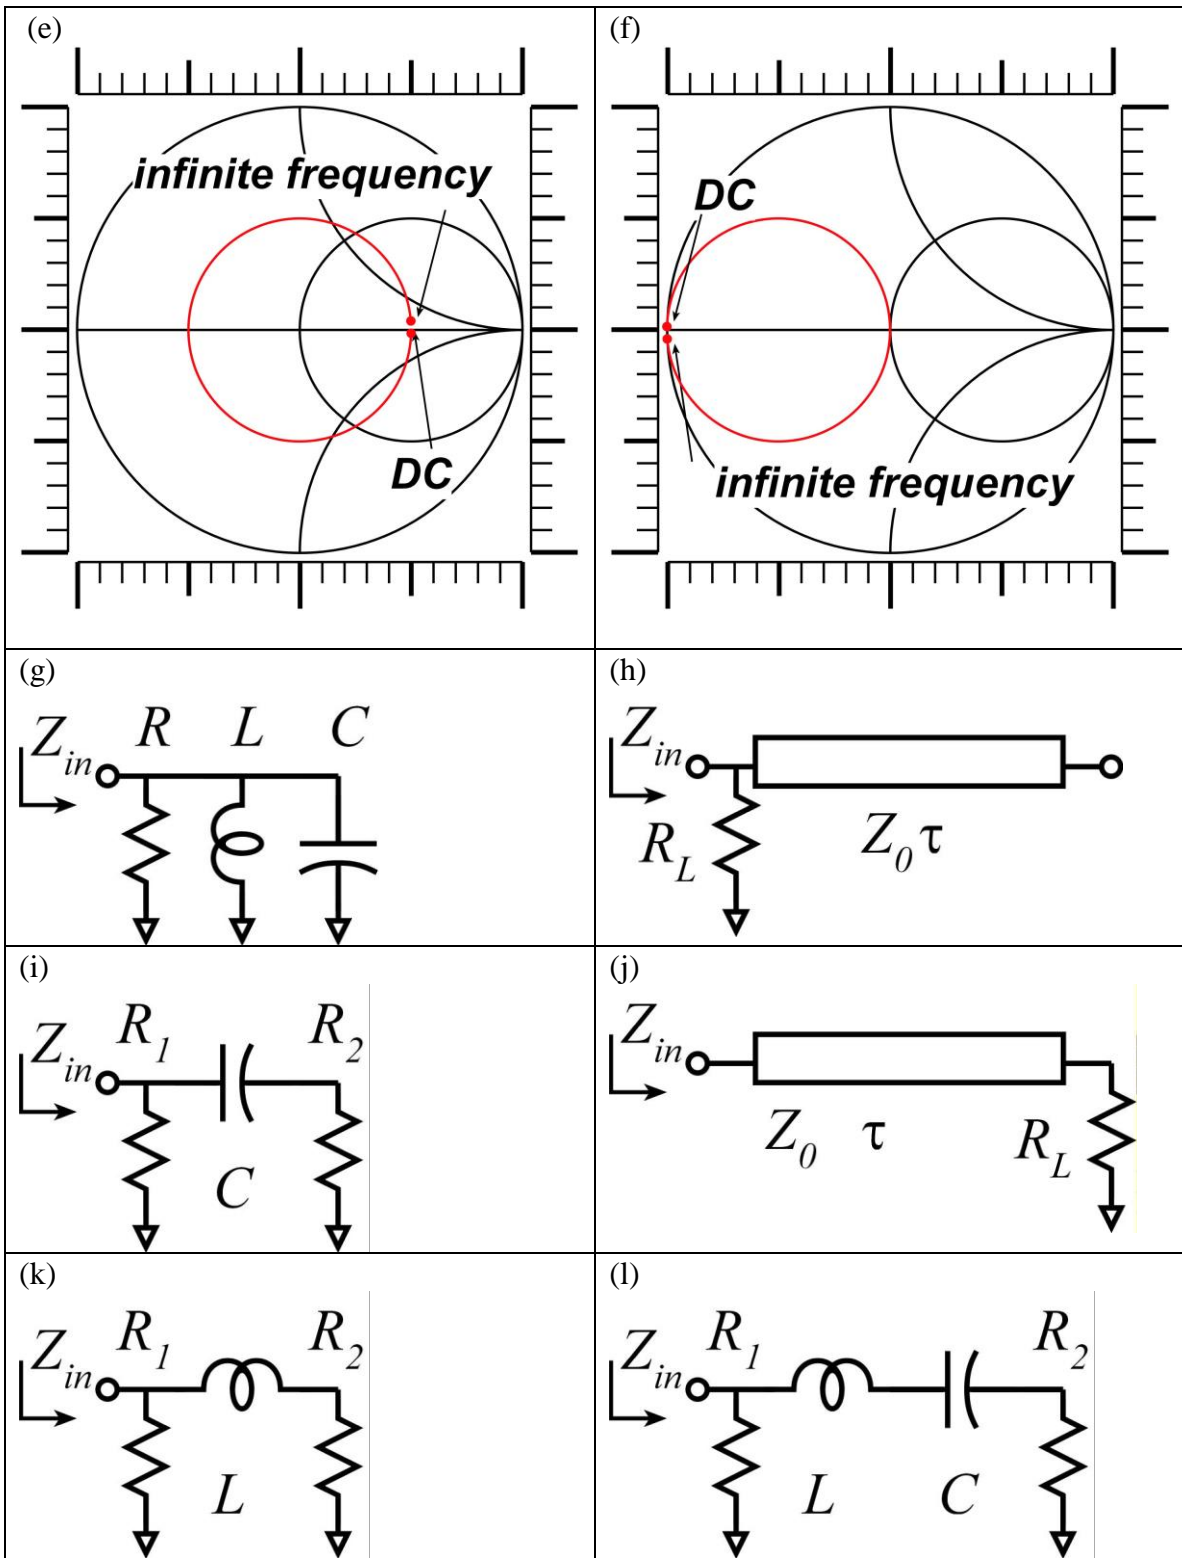 (e)
infinite frequency
DC
(f)
DC
infinite frequency
(g)
Z_in R L C
(h)
Z_in
R_L Z_0 τ
(i)
Z_in R_1 R_2
C
(j)
Z_in
Z_0 τ R_L
(k)
Z_in R_1 R_2
L
(l)
Z_in R_1 R_2
L C